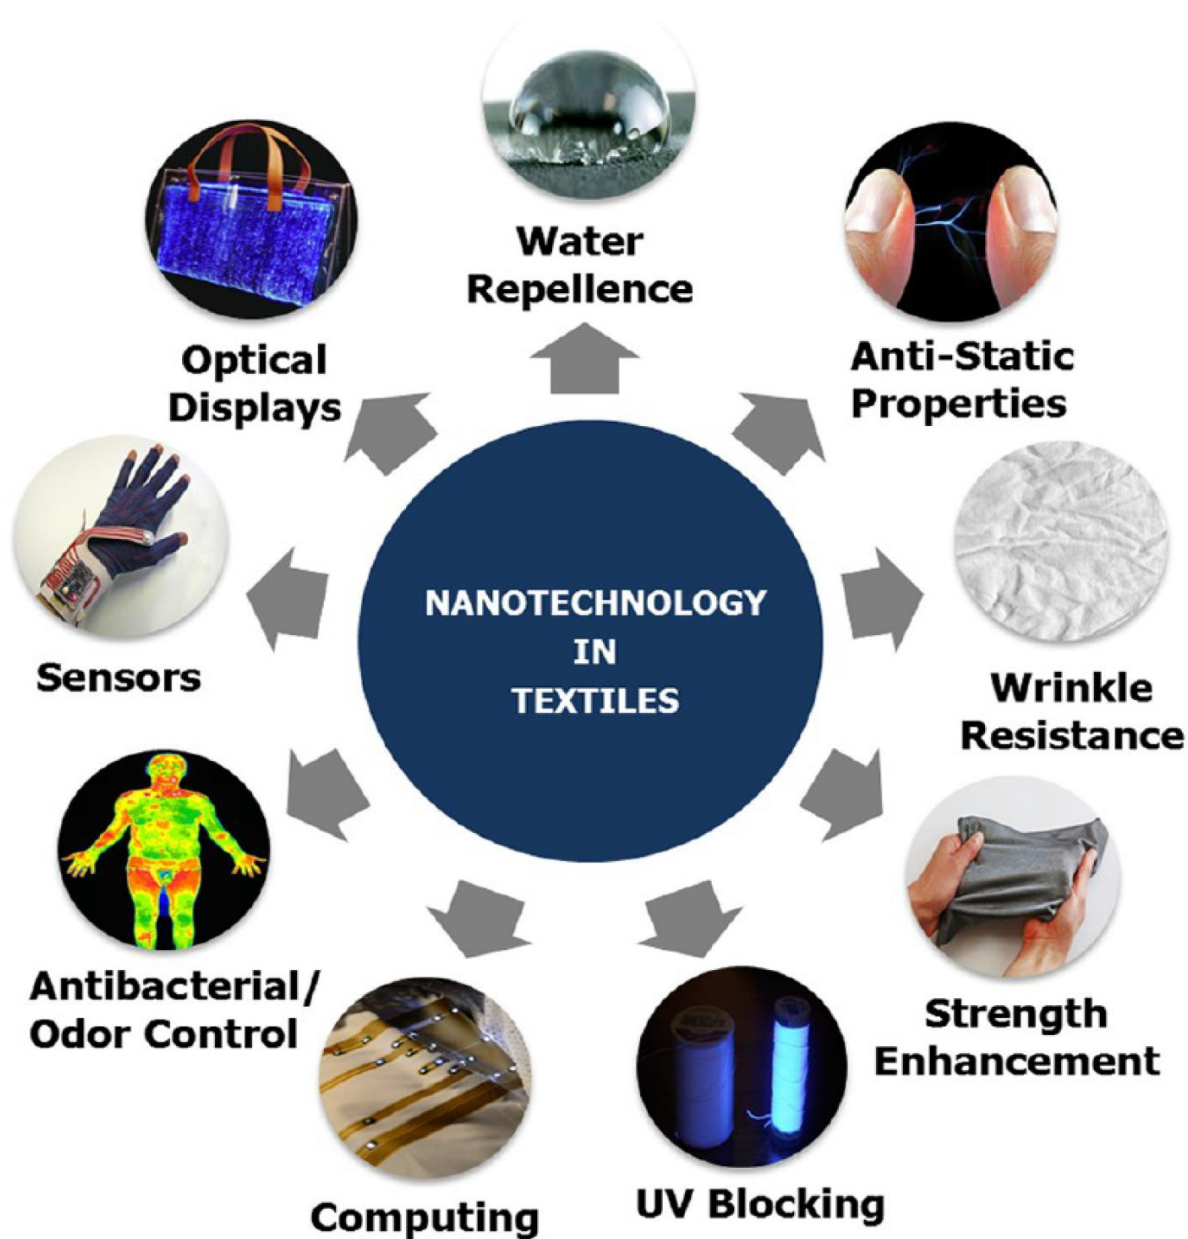 NANOTECHNOLOGY
IN
TEXTILES
Water
Repellence
Anti-Static
Properties
Wrinkle
Resistance
Strength
Enhancement
UV Blocking
Computing
Antibacterial/
Odor Control
Sensors
Optical
Displays